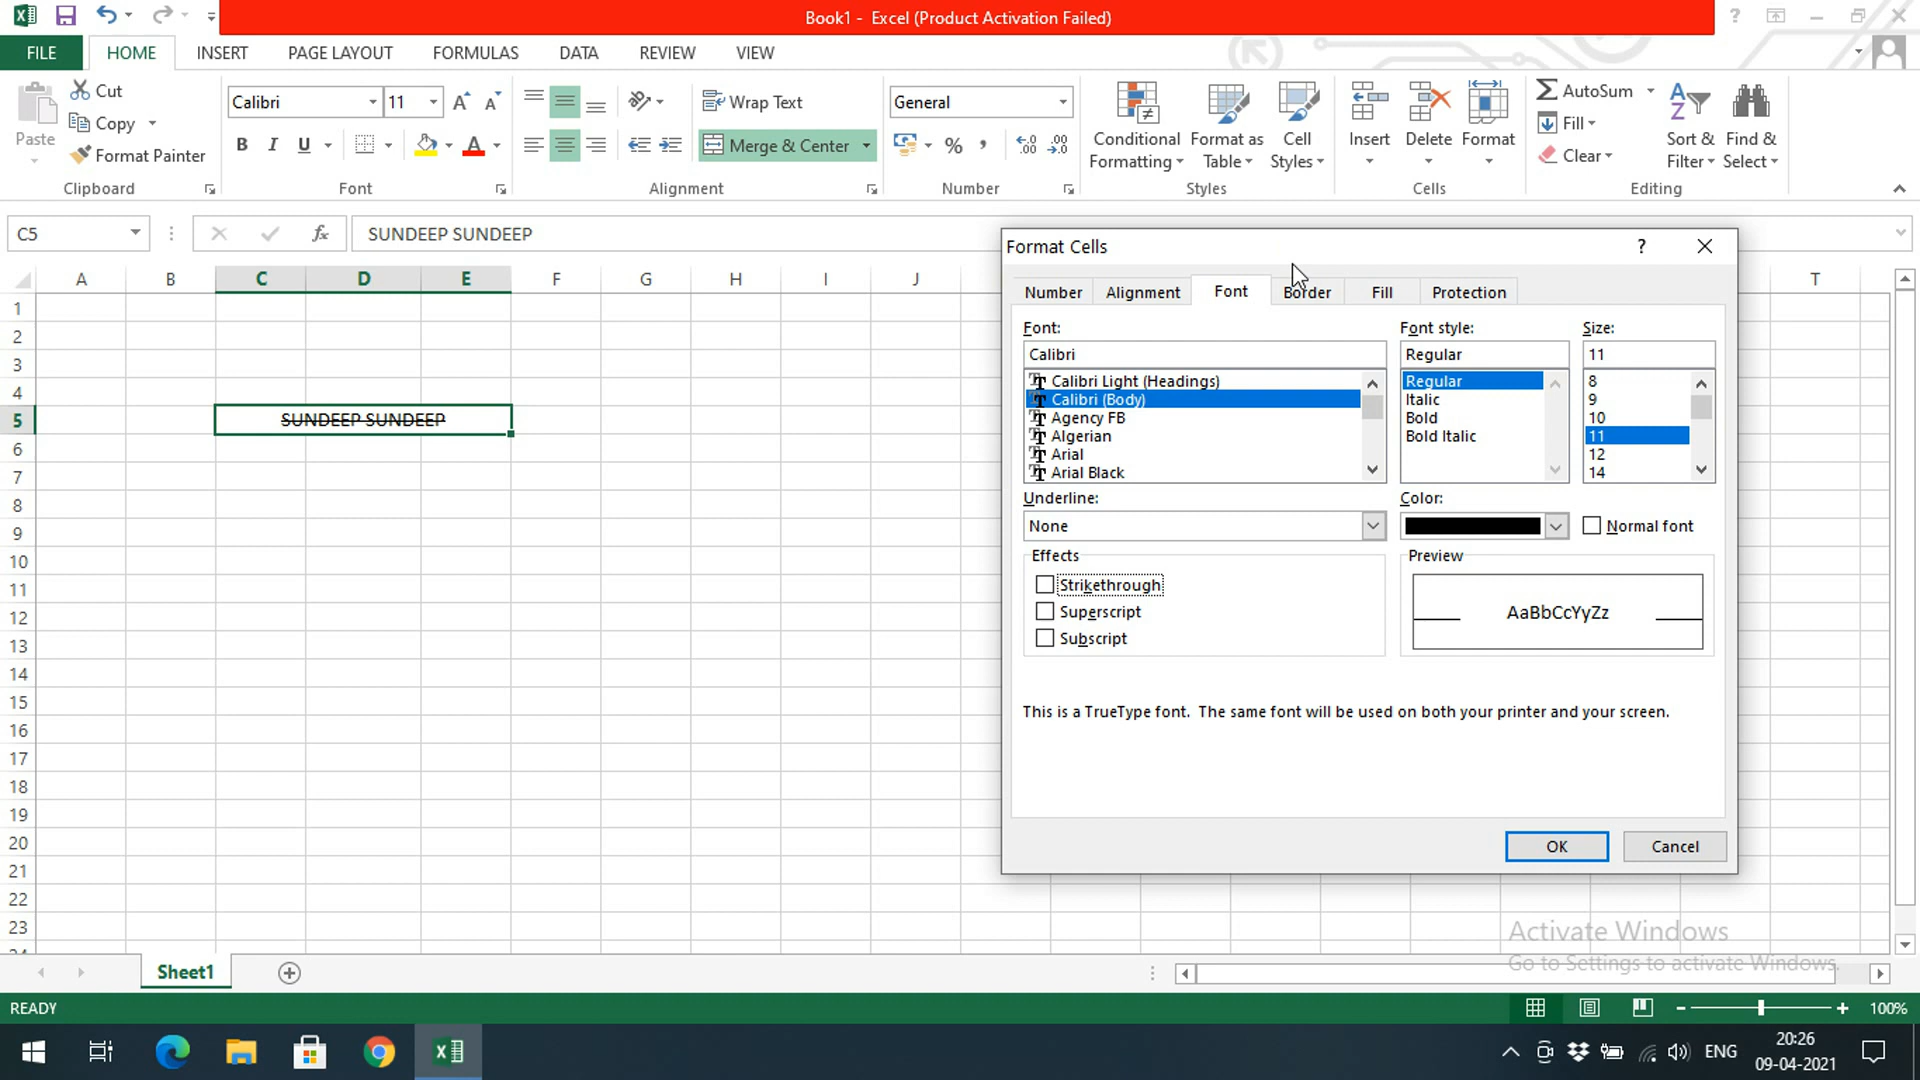 Book1 - Excel (Product Activation Failed)
?
FILE HOME INSERT PAGE LAYOUT FORMULAS DATA REVIEW VIEW
Paste
Cut
Copy
Format Painter
Clipboard
Calibri 11
B I U
Font
Wrap Text
Merge & Center
Alignment
General
%
Number
Conditional Formatting
Format as Table
Cell Styles
Styles
Insert Delete Format
Cells
AutoSum
Fill
Clear
Sort & Filter
Find & Select
Editing
C5 fx SUNDEEP SUNDEEP
A B C D E F G H I J T
1
2
3
4
5 SUNDEEP SUNDEEP
6
7
8
9
10
11
12
13
14
15
16
17
18
19
20
21
22
23
24
Format Cells ?
Number Alignment Font Border Fill Protection
Font: Font style: Size:
Calibri Regular 11
Calibri Light (Headings) Regular 8
Calibri (Body) Italic 9
Agency FB Bold 10
Algerian Bold Italic 11
Arial 12
Arial Black 14
Underline: Color:
None Normal font
Effects Preview
Strikethrough
Superscript AaBbCcYyZz
Subscript
This is a TrueType font. The same font will be used on both your printer and your screen.
OK Cancel
Activate Windows
Go to Settings to activate Windows.
Sheet1
READY 100%
ENG 20:26
09-04-2021